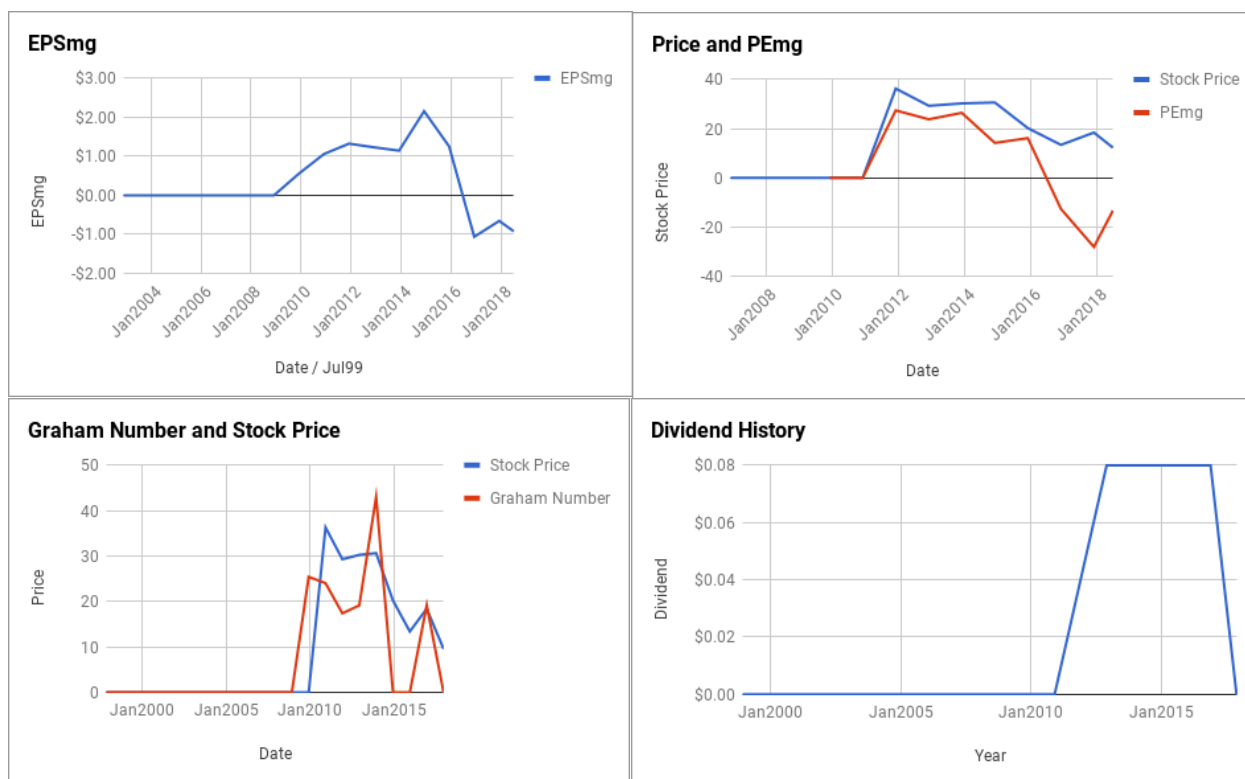 EPSmg
EPSmg
$3.00
$2.00
$1.00
$0.00
-$1.00
-$2.00
EPSmg
Jan2004
Jan2006
Jan2008
Jan2010
Jan2012
Jan2014
Jan2016
Jan2018
Date / Jul99
Price and PEmg
Stock Price
PEmg
40
20
0
-20
-40
Stock Price
Jan2008
Jan2010
Jan2012
Jan2014
Jan2016
Jan2018
Date
Graham Number and Stock Price
Stock Price
Graham Number
50
40
30
20
10
0
Price
Jan2000
Jan2005
Jan2010
Jan2015
Date
Dividend History
$0.08
$0.06
$0.04
$0.02
$0.00
Dividend
Jan2000
Jan2005
Jan2010
Jan2015
Year